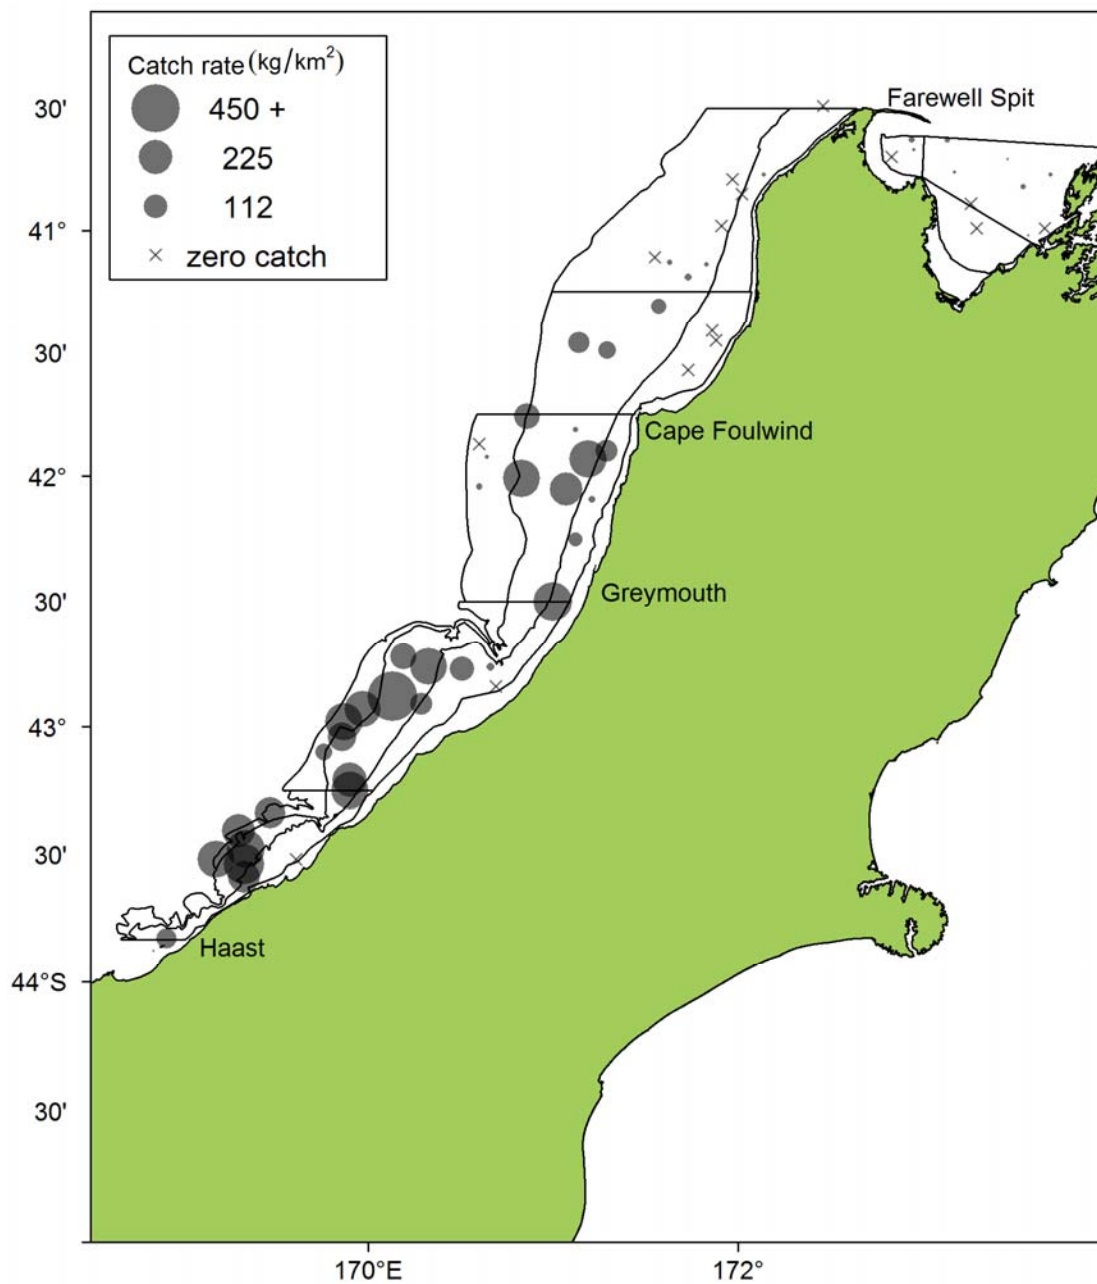 Catch rate (kg/km²)
450 +
225
112
× zero catch
Farewell Spit
Cape Foulwind
Greymouth
Haast
30'
41°
30'
42°
30'
43°
30'
44°S
30'
170°E
172°